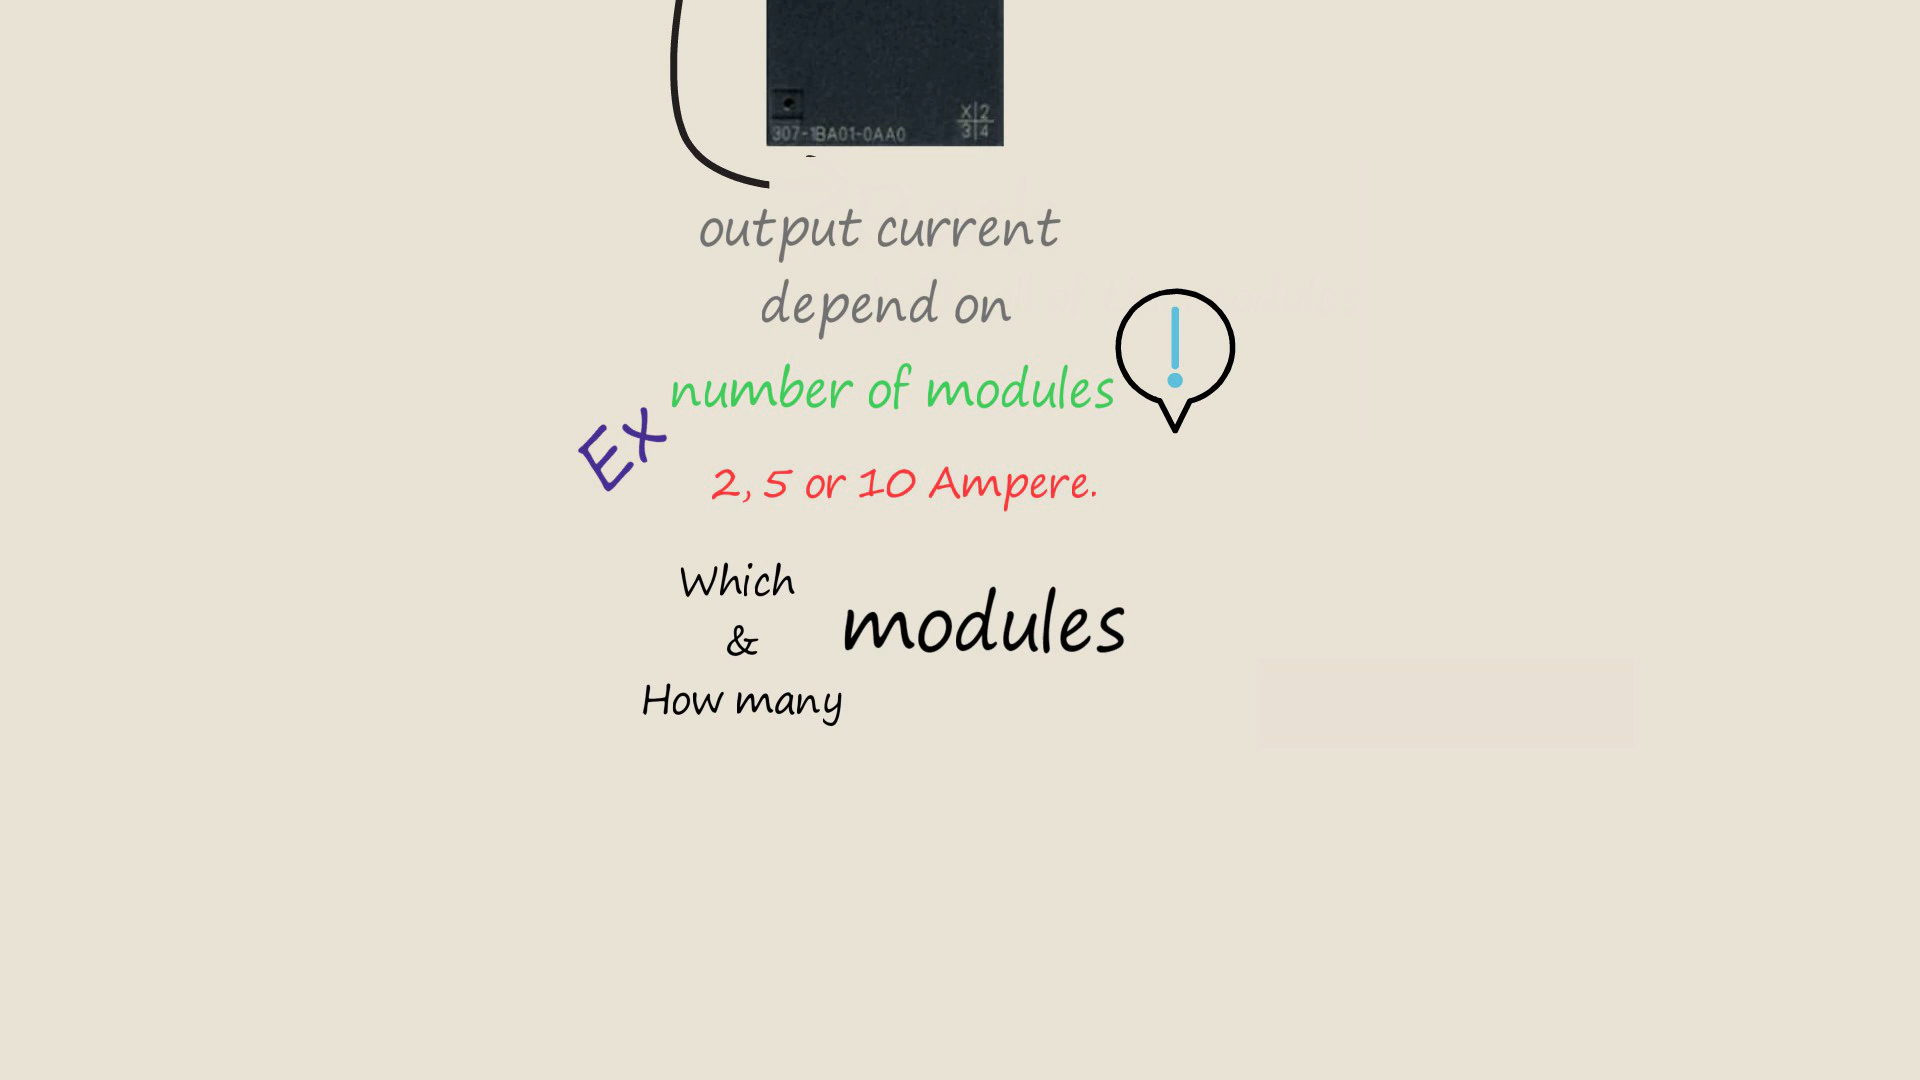 X 2
3 4
307-1BA01-0AA0
output current
depend on
number of modules
Ex
2, 5 or 10 Ampere.
Which
&
How many
modules